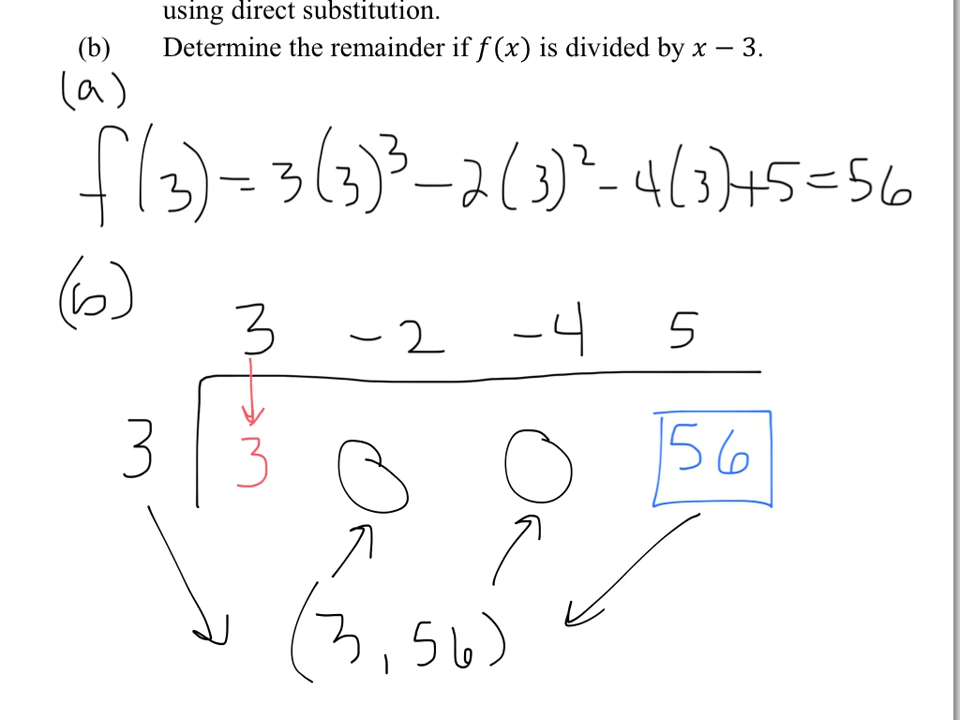 using direct substitution.
(b) Determine the remainder if f(x) is divided by x − 3.
(a)
f(3) = 3(3)³ − 2(3)² − 4(3) + 5 = 56
(b)
3 −2 −4 5
3 3 0 0 56
(3, 56)